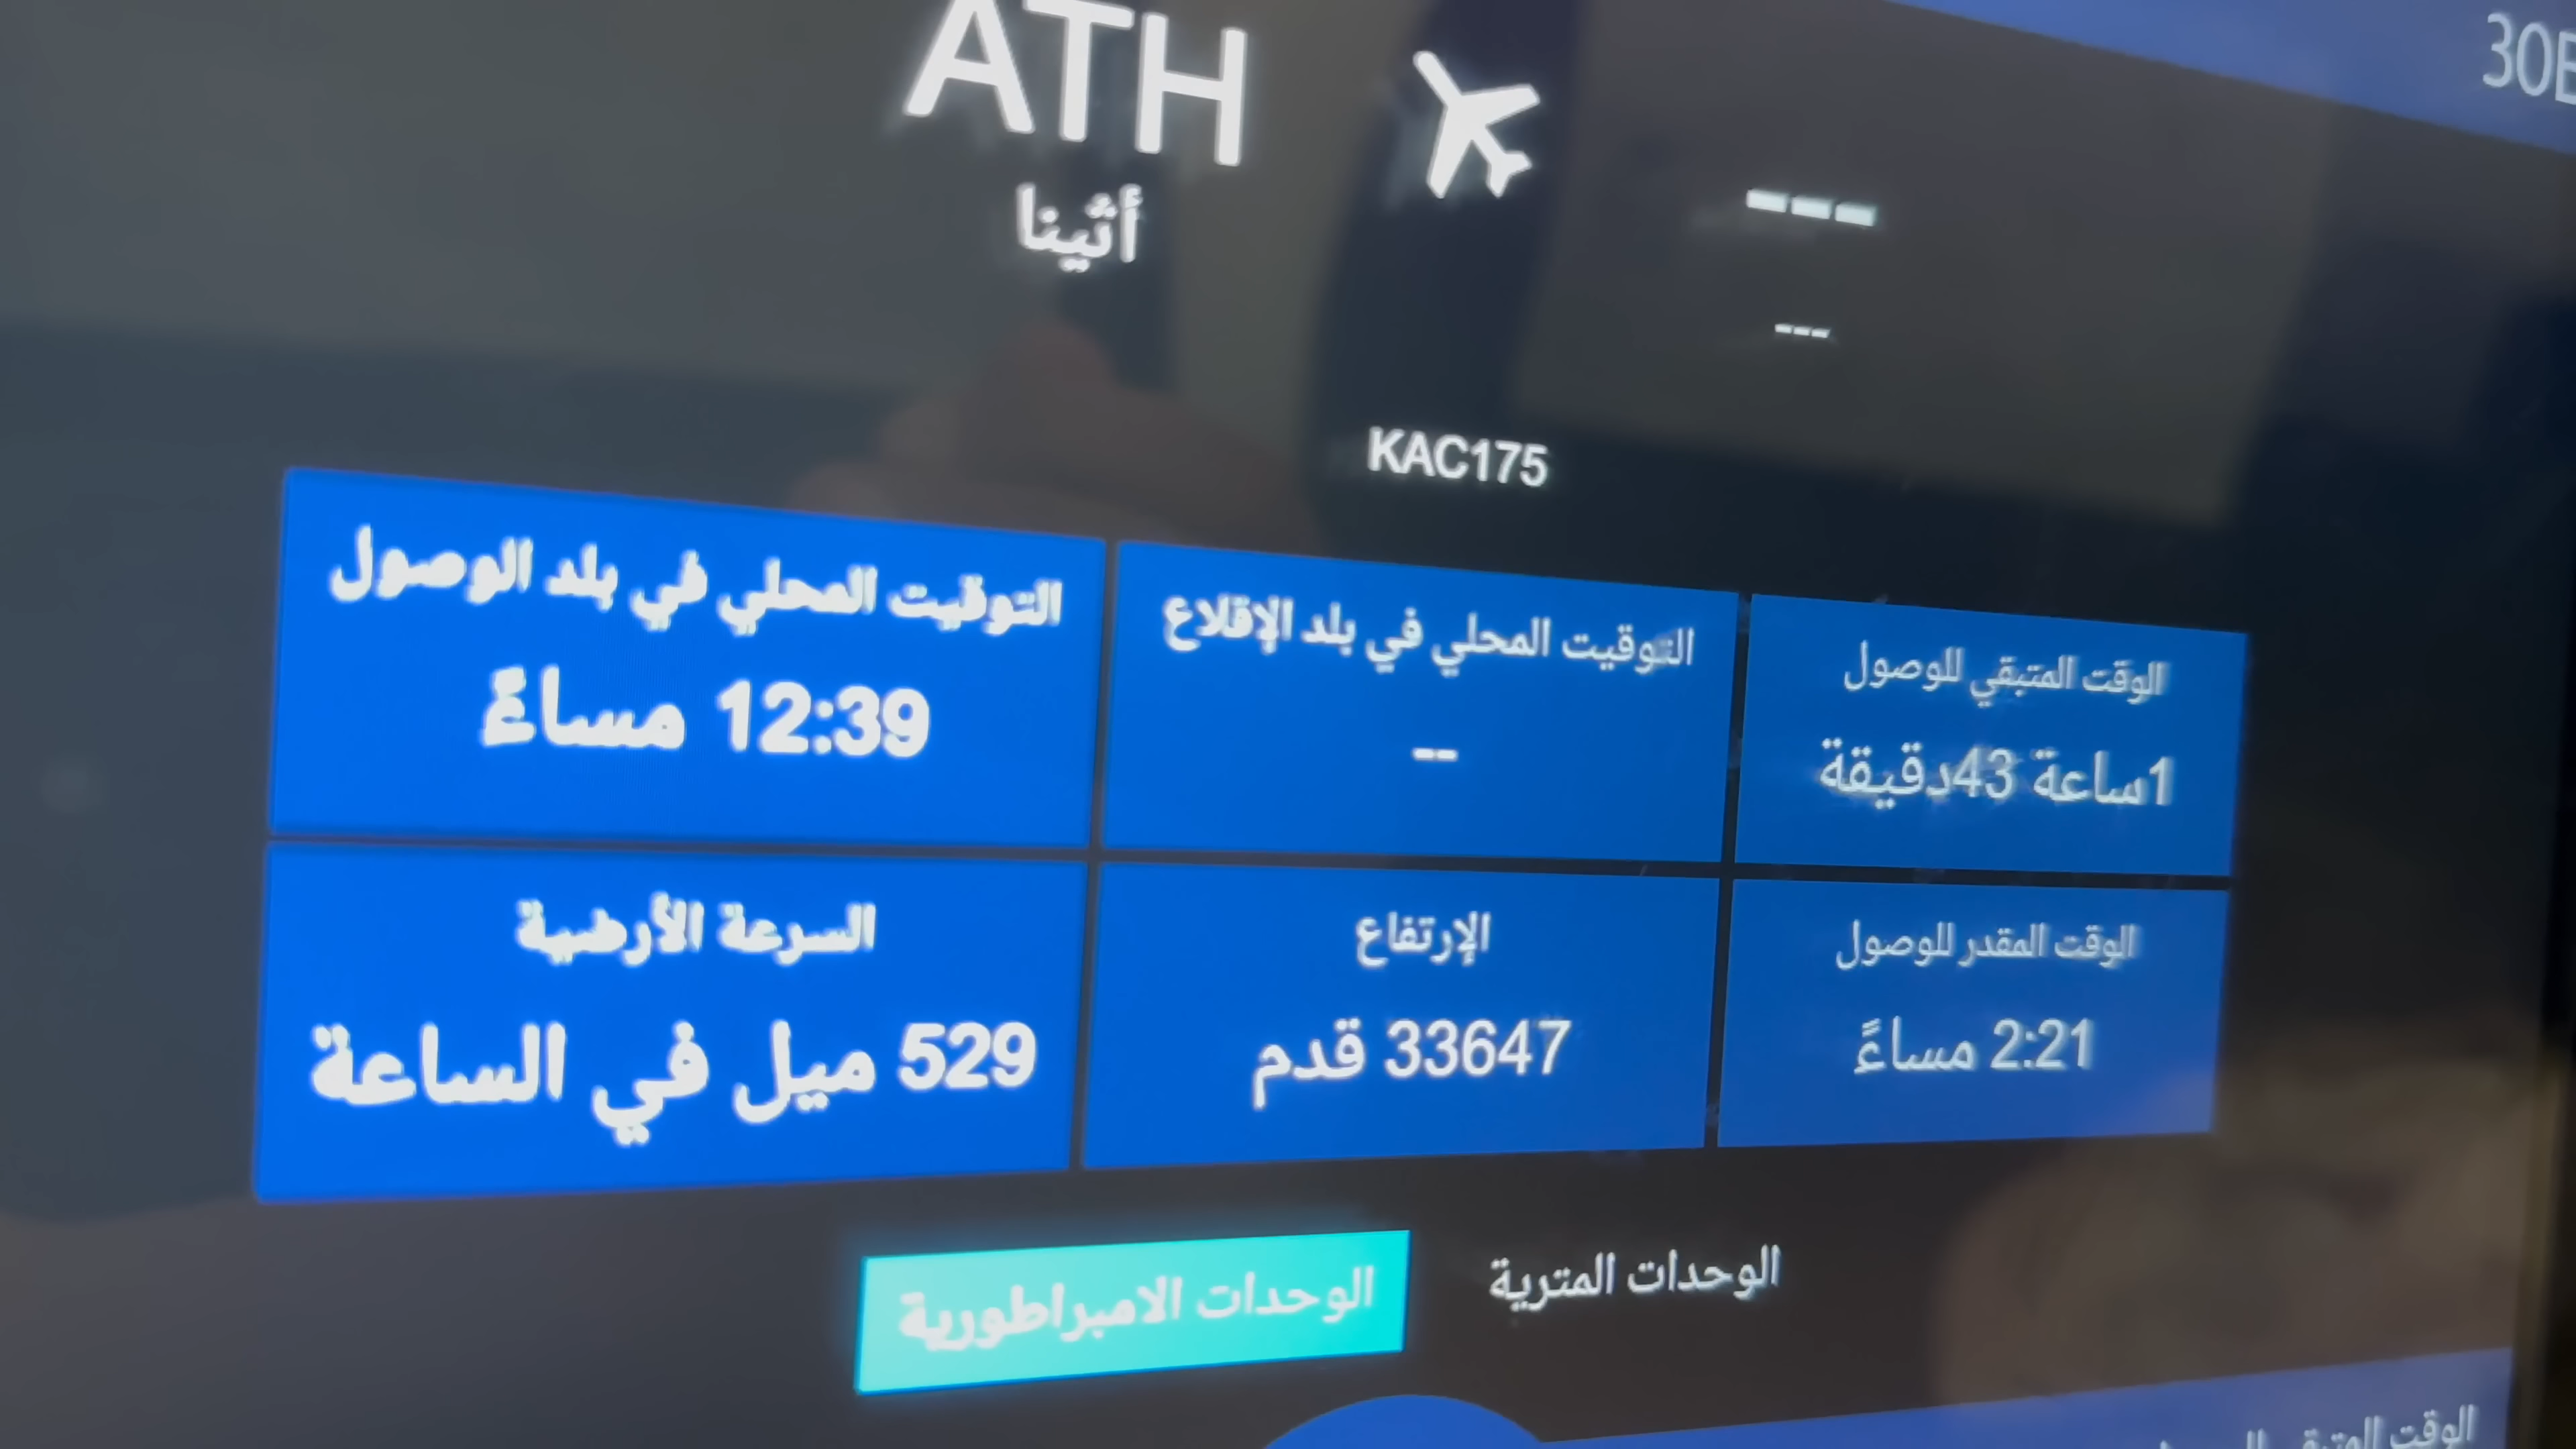 30E
ATH
أثينا
---
---
KAC175
الوقت المتبقي للوصول
1ساعة 43دقيقة
التوقيت المحلي في بلد الإقلاع
--
التوقيت المحلي في بلد الوصول
12:39 مساءً
الوقت المقدر للوصول
2:21 مساءً
الإرتفاع
33647 قدم
السرعة الأرضية
529 ميل في الساعة
الوحدات المترية
الوحدات الامبراطورية
الوقت المتبقي